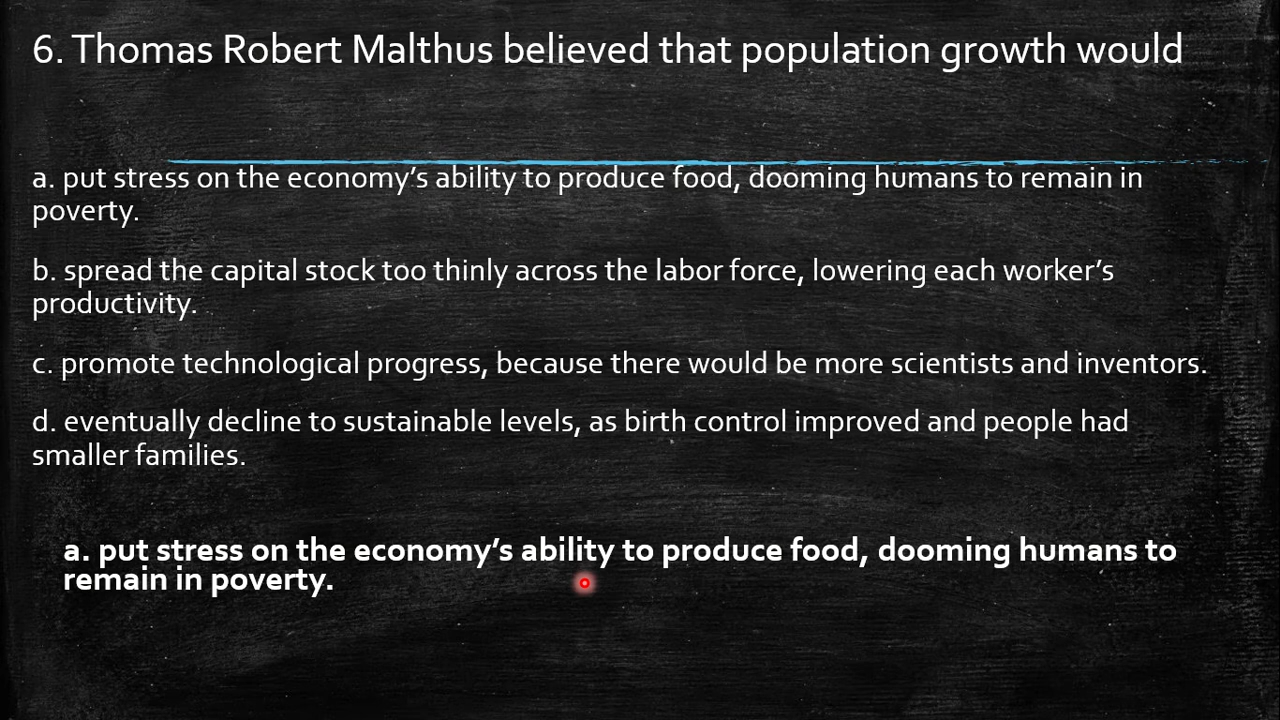 6. Thomas Robert Malthus believed that population growth would
a. put stress on the economy’s ability to produce food, dooming humans to remain in
poverty.
b. spread the capital stock too thinly across the labor force, lowering each worker’s
productivity.
c. promote technological progress, because there would be more scientists and inventors.
d. eventually decline to sustainable levels, as birth control improved and people had
smaller families.
a. put stress on the economy’s ability to produce food, dooming humans to
remain in poverty.